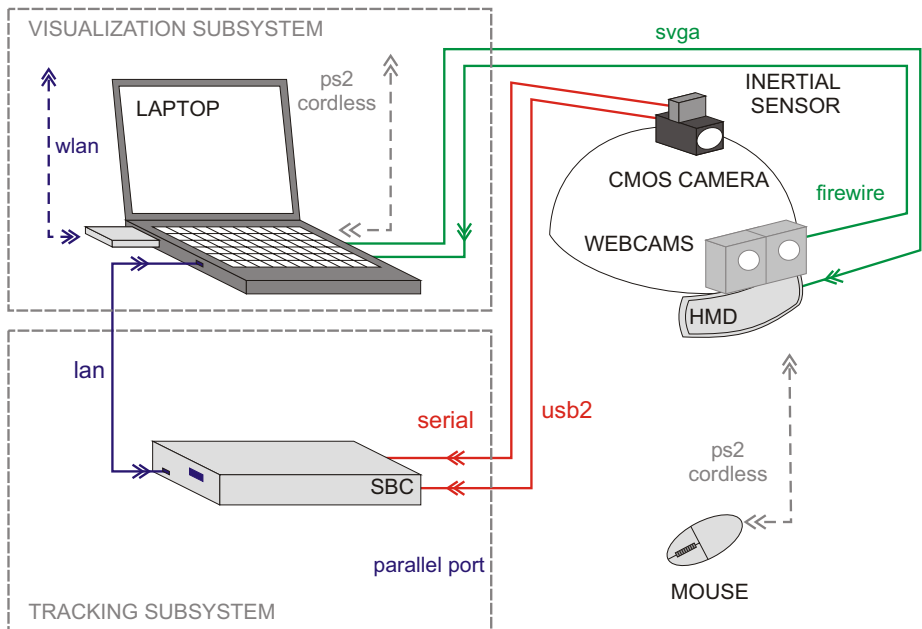 VISUALIZATION SUBSYSTEM
svga
ps2
cordless
INERTIAL
SENSOR
LAPTOP
wlan
CMOS CAMERA
firewire
WEBCAMS
HMD
lan
serial
usb2
ps2
cordless
SBC
parallel port
MOUSE
TRACKING SUBSYSTEM